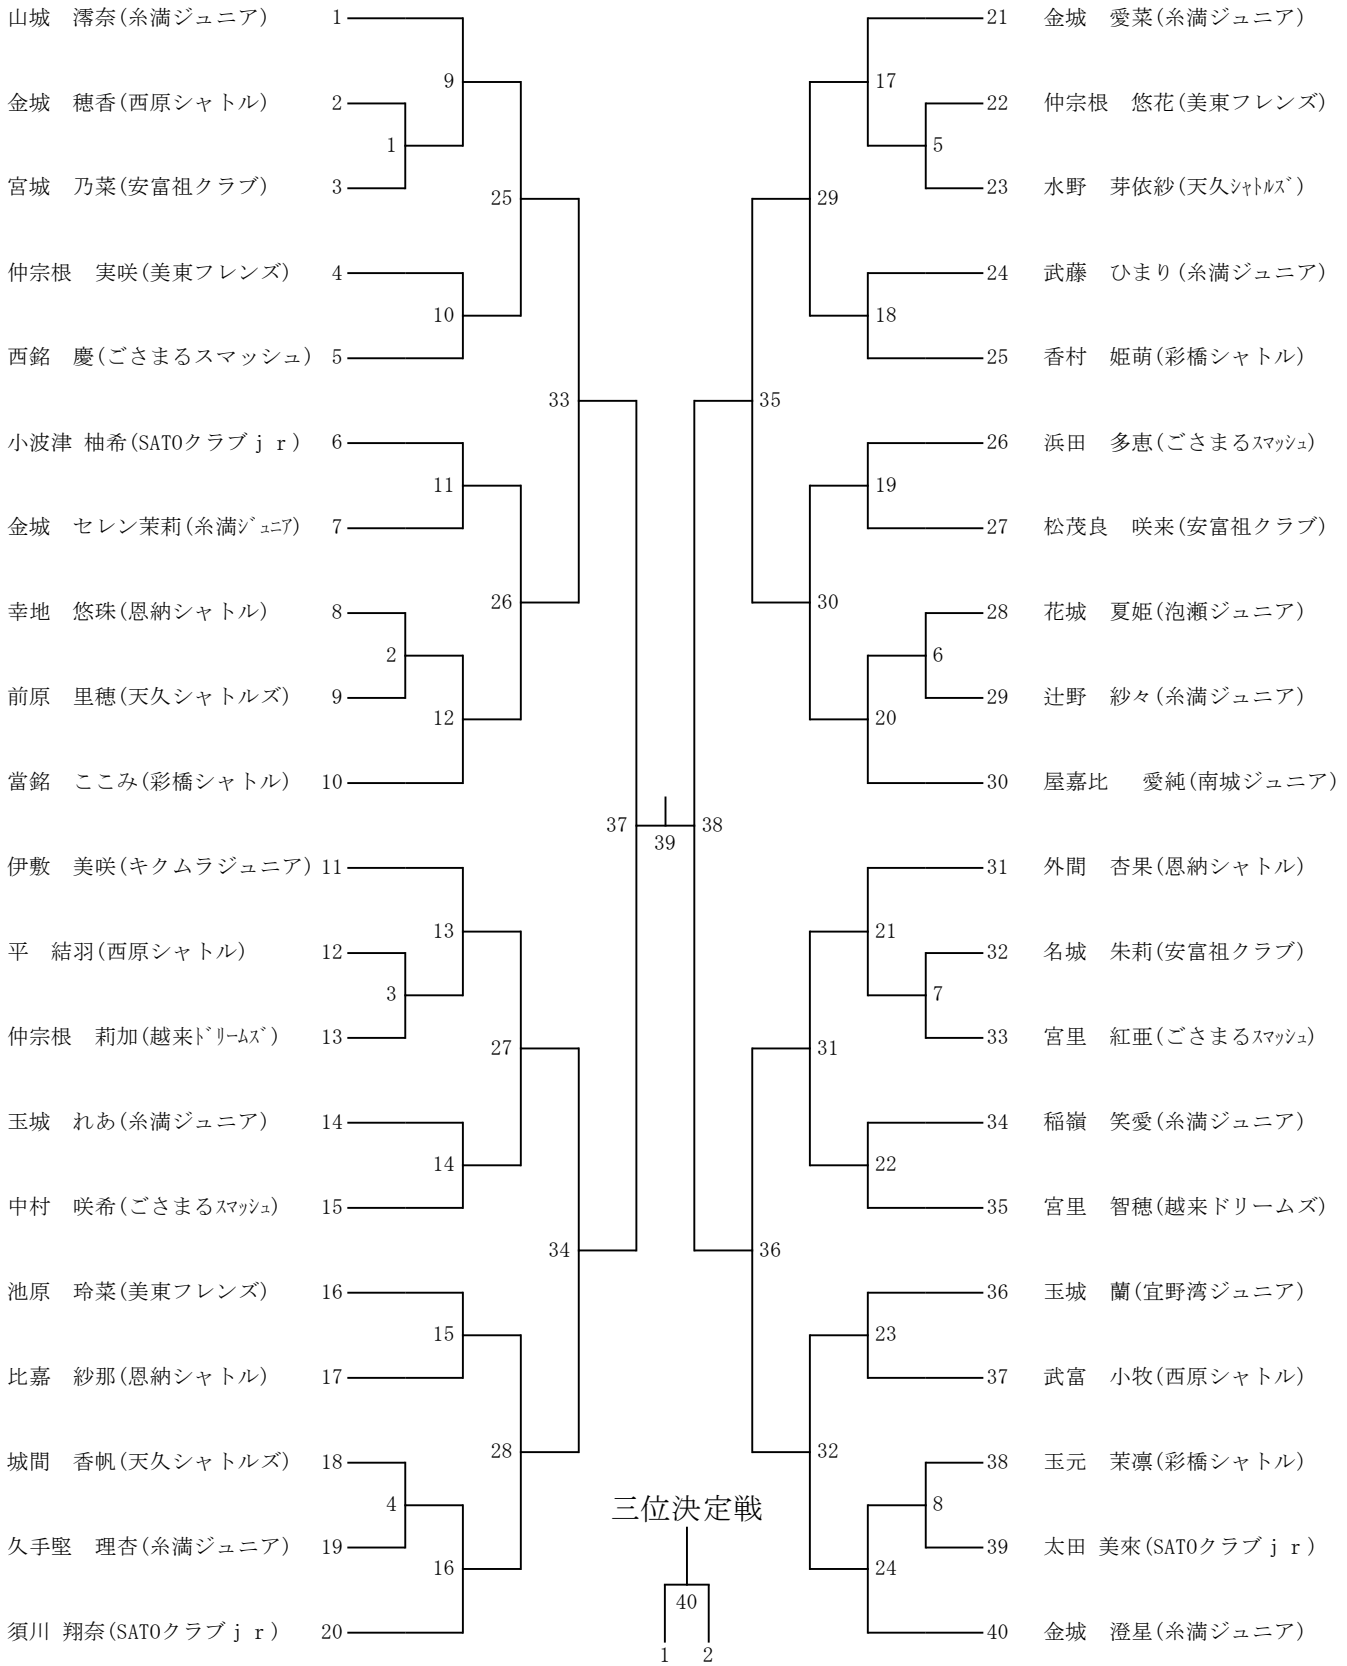 山城　澪奈(糸満ジュニア) 1
9
金城　穂香(西原シャトル) 2
1
宮城　乃菜(安富祖クラブ) 3
25
仲宗根　実咲(美東フレンズ) 4
10
西銘　慶(ごさまるスマッシュ) 5
33
小波津 柚希(SATOクラブｊｒ) 6
11
金城　セレン茉莉(糸満ｼﾞｭﾆｱ) 7
26
幸地　悠珠(恩納シャトル) 8
2
前原　里穂(天久シャトルズ) 9
12
當銘　ここみ(彩橋シャトル) 10
37
伊敷　美咲(キクムラジュニア) 11
13
平　結羽(西原シャトル) 12
3
仲宗根　莉加(越来ﾄﾞﾘｰﾑｽﾞ) 13
27
玉城　れあ(糸満ジュニア) 14
14
中村　咲希(ごさまるｽﾏｯｼｭ) 15
34
池原　玲菜(美東フレンズ) 16
15
比嘉　紗那(恩納シャトル) 17
28
城間　香帆(天久シャトルズ) 18
4
久手堅　理杏(糸満ジュニア) 19
16
須川 翔奈(SATOクラブｊｒ) 20
39
三位決定戦
40
1 2
21 金城　愛菜(糸満ジュニア)
17
22 仲宗根　悠花(美東フレンズ)
5
23 水野　芽依紗(天久ｼｬﾄﾙｽﾞ)
29
24 武藤　ひまり(糸満ジュニア)
18
25 香村　姫萌(彩橋シャトル)
35
26 浜田　多恵(ごさまるｽﾏｯｼｭ)
19
27 松茂良　咲来(安富祖クラブ)
30
28 花城　夏姫(泡瀬ジュニア)
6
29 辻野　紗々(糸満ジュニア)
20
30 屋嘉比　 愛純(南城ジュニア)
38
31 外間　杏果(恩納シャトル)
21
32 名城　朱莉(安富祖クラブ)
7
33 宮里　紅亜(ごさまるｽﾏｯｼｭ)
31
34 稲嶺　笑愛(糸満ジュニア)
22
35 宮里　智穂(越来ドリームズ)
36
36 玉城　蘭(宜野湾ジュニア)
23
37 武富　小牧(西原シャトル)
32
38 玉元　茉凛(彩橋シャトル)
8
39 太田 美來(SATOクラブｊｒ)
24
40 金城　澄星(糸満ジュニア)